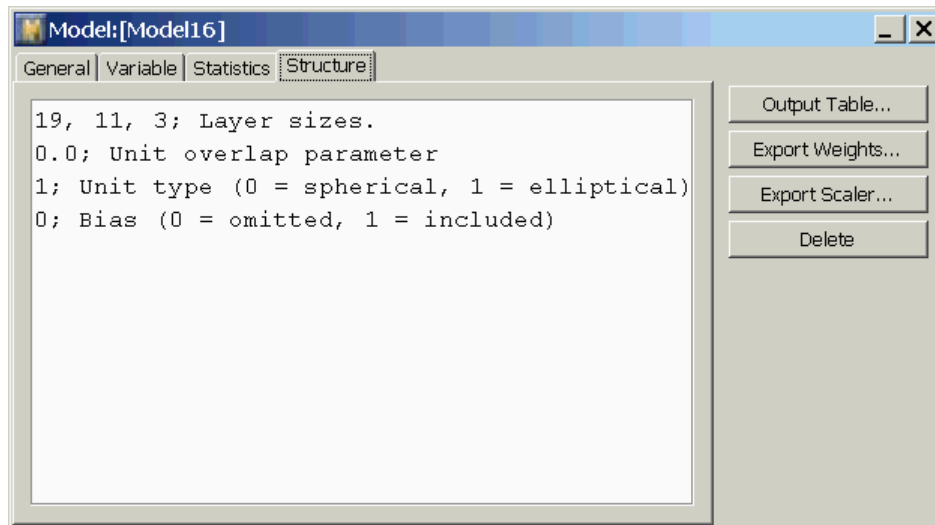 Model:[Model16]
General Variable Statistics Structure
19, 11, 3; Layer sizes.
0.0; Unit overlap parameter
1; Unit type (0 = spherical, 1 = elliptical)
0; Bias (0 = omitted, 1 = included)
Output Table...
Export Weights...
Export Scaler...
Delete